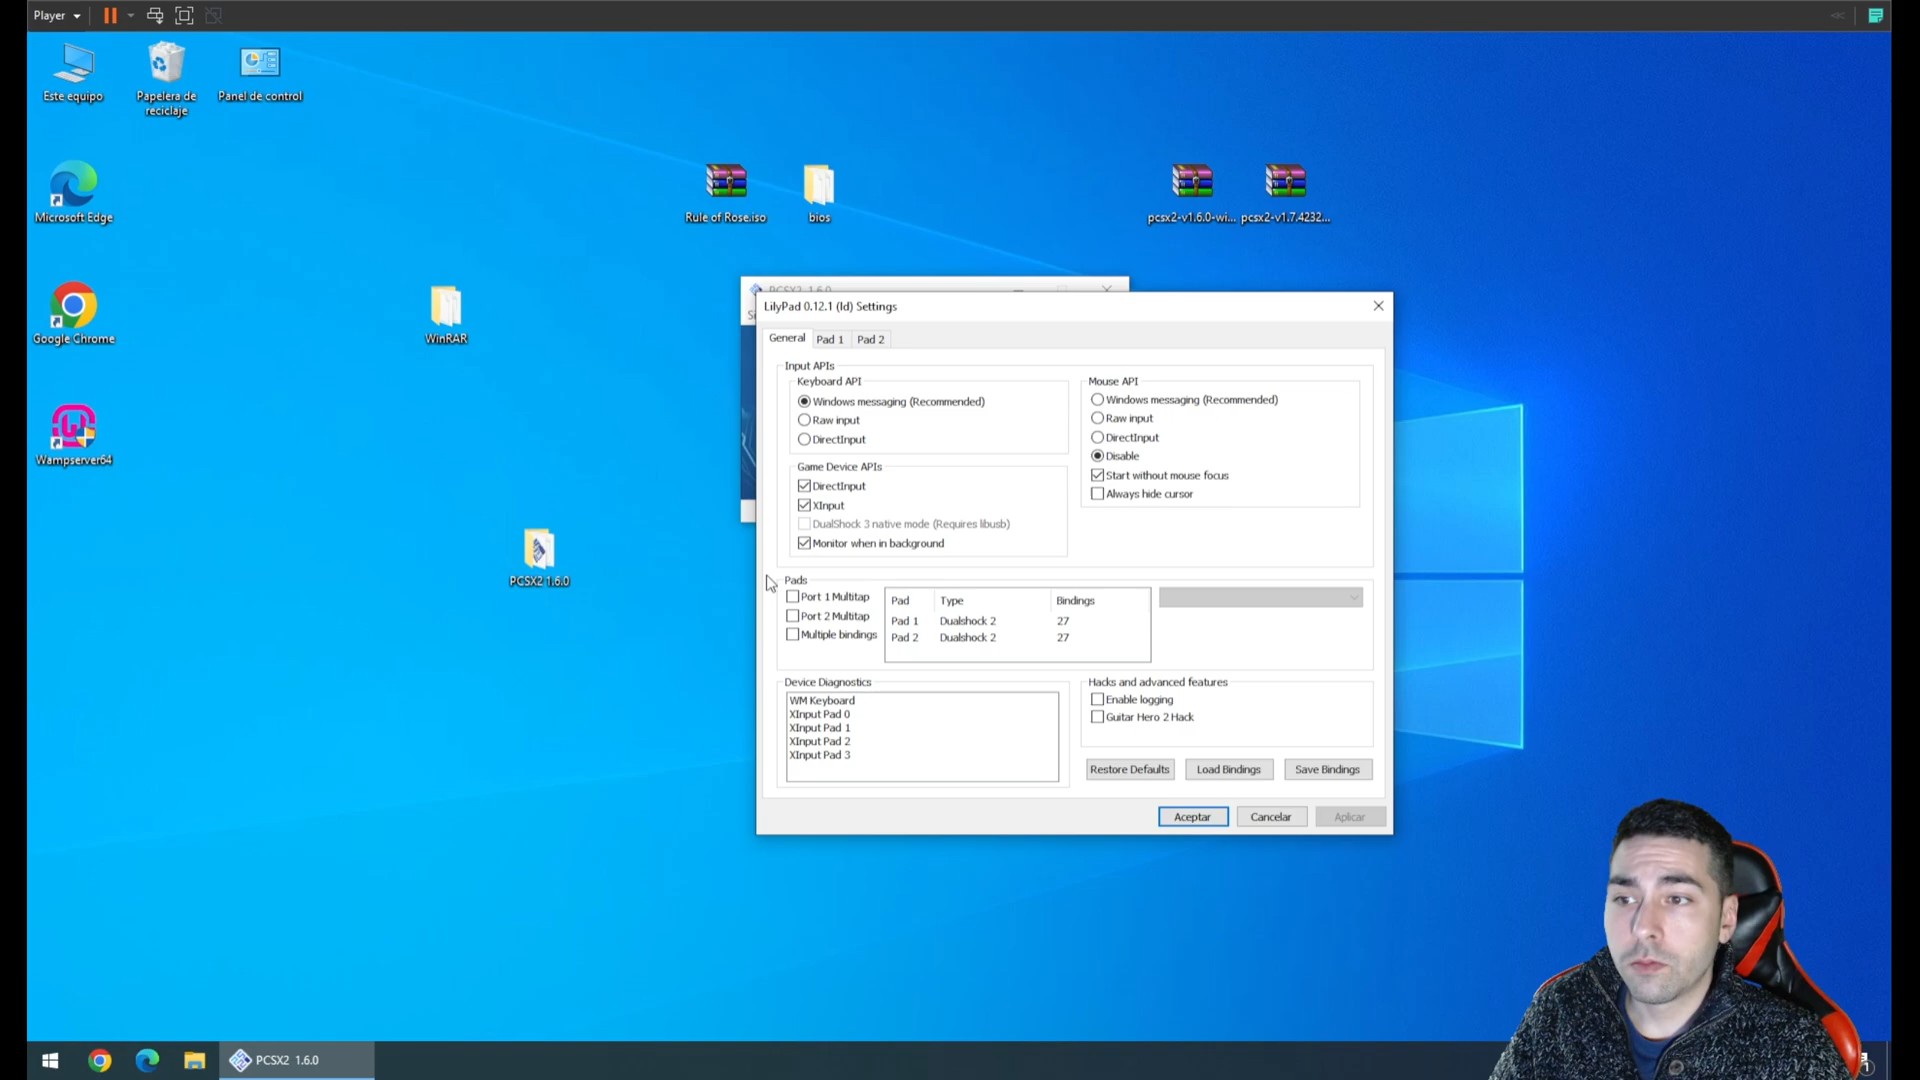 Player
Este equipo
Papelera de
reciclaje
Panel de control
Microsoft Edge
Rule of Rose.iso
bios
pcsx2-v1.6.0-wi...
pcsx2-v1.7.4232...
Google Chrome
WinRAR
Wampserver64
PCSX2 1.6.0
PCSX2 1.6.0
LilyPad 0.12.1 (ld) Settings
General
Pad 1
Pad 2
Input APIs
Keyboard API
Windows messaging (Recommended)
Raw input
DirectInput
Mouse API
Windows messaging (Recommended)
Raw input
DirectInput
Disable
Start without mouse focus
Always hide cursor
Game Device APIs
DirectInput
XInput
DualShock 3 native mode (Requires libusb)
Monitor when in background
Pads
Port 1 Multitap
Port 2 Multitap
Multiple bindings
Pad Type Bindings
Pad 1 Dualshock 2 27
Pad 2 Dualshock 2 27
Device Diagnostics
WM Keyboard
XInput Pad 0
XInput Pad 1
XInput Pad 2
XInput Pad 3
Hacks and advanced features
Enable logging
Guitar Hero 2 Hack
Restore Defaults
Load Bindings
Save Bindings
Aceptar
Cancelar
Aplicar
PCSX2 1.6.0